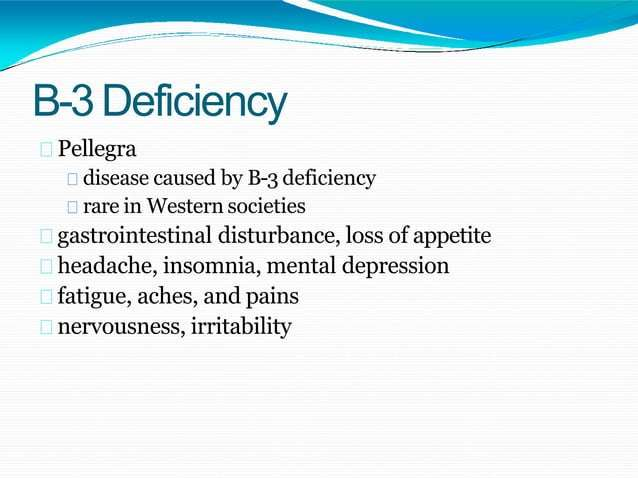 B-3 Deficiency
Pellegra
disease caused by B-3 deficiency
rare in Western societies
gastrointestinal disturbance, loss of appetite
headache, insomnia, mental depression
fatigue, aches, and pains
nervousness, irritability